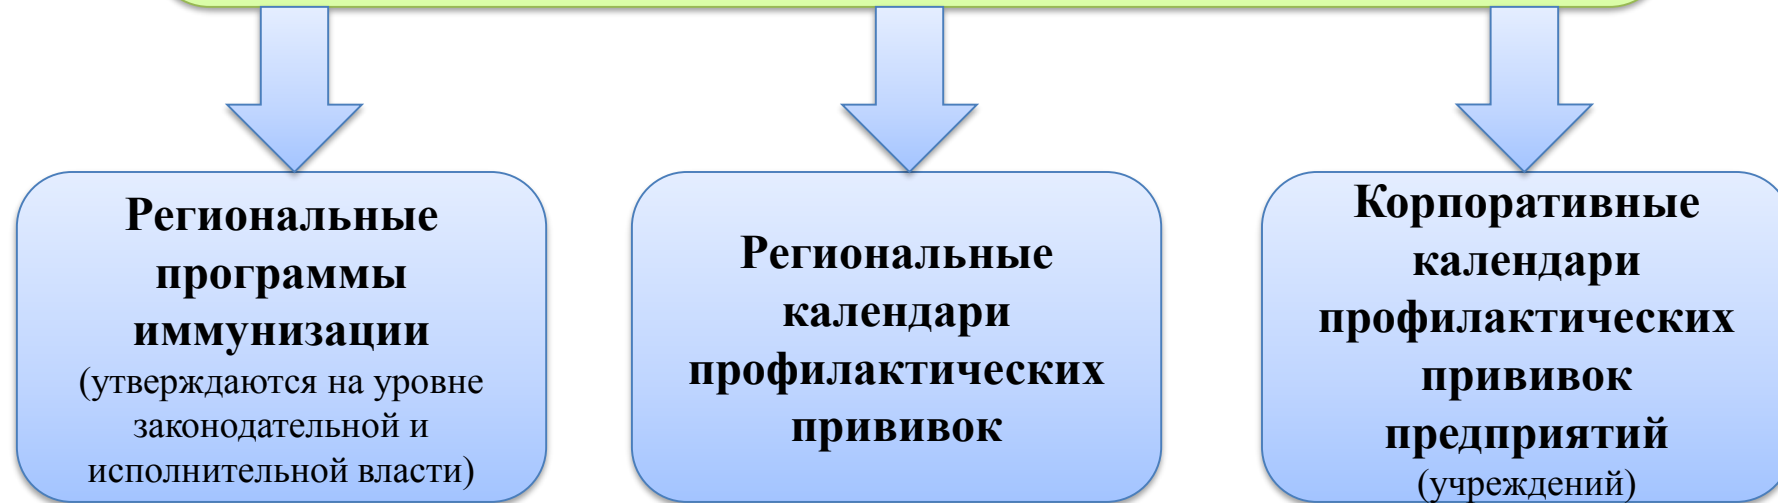 Региональные
программы
иммунизации
(утверждаются на уровне
законодательной и
исполнительной власти)
Региональные
календари
профилактических
прививок
Корпоративные
календари
профилактических
прививок
предприятий
(учреждений)